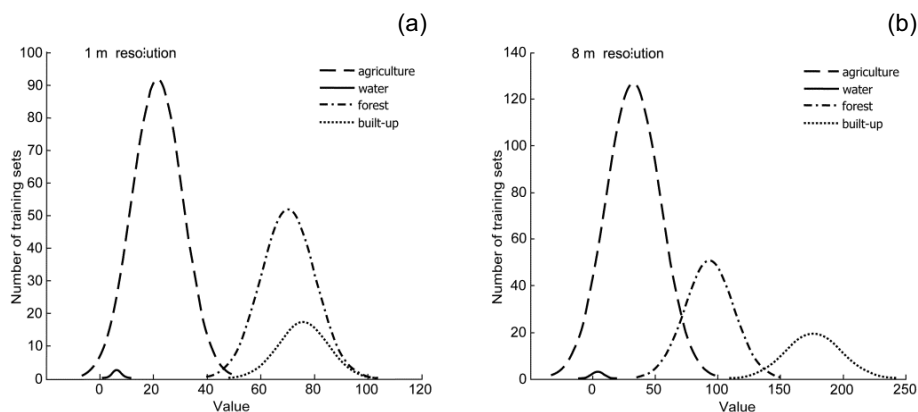 (a)
1 m resolution
agriculture
water
forest
built-up
100
90
80
70
60
50
40
30
20
10
0
Number of training sets
0 20 40 60 80 100 120
Value
(b)
8 m resolution
agriculture
water
forest
built-up
140
120
100
80
60
40
20
0
Number of training sets
0 50 100 150 200 250
Value